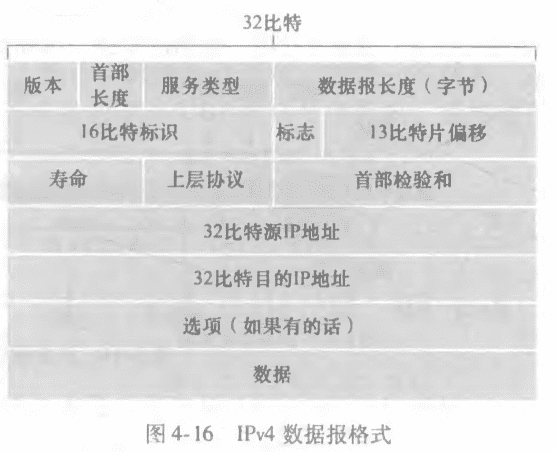 32比特
版本 首部长度 服务类型 数据报长度（字节）
16比特标识 标志 13比特片偏移
寿命 上层协议 首部检验和
32比特源IP地址
32比特目的IP地址
选项（如果有的话）
数据
图 4-16 IPv4 数据报格式